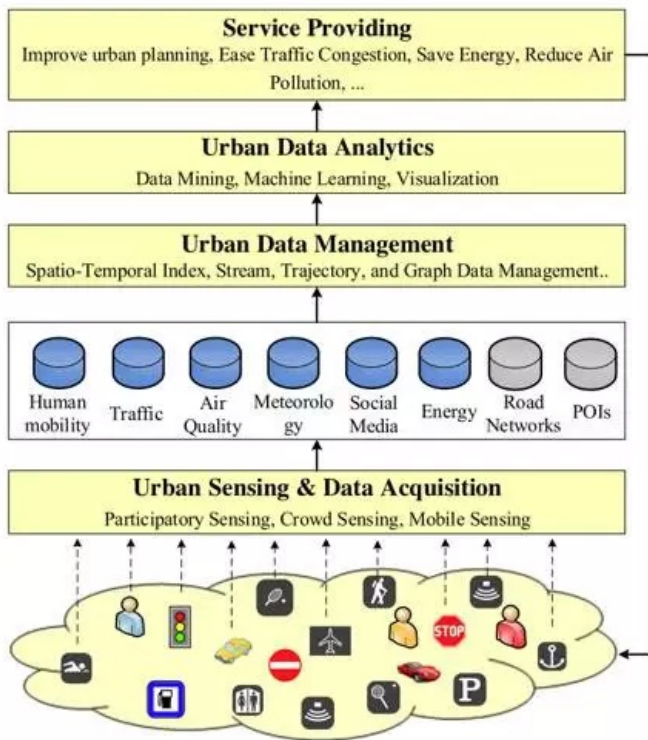 Service Providing
Improve urban planning, Ease Traffic Congestion, Save Energy, Reduce Air
Pollution, ...
Urban Data Analytics
Data Mining, Machine Learning, Visualization
Urban Data Management
Spatio-Temporal Index, Stream, Trajectory, and Graph Data Management..
Human
mobility
Traffic
Air
Quality
Meteorolo
gy
Social
Media
Energy
Road
Networks
POIs
Urban Sensing & Data Acquisition
Participatory Sensing, Crowd Sensing, Mobile Sensing
STOP
P